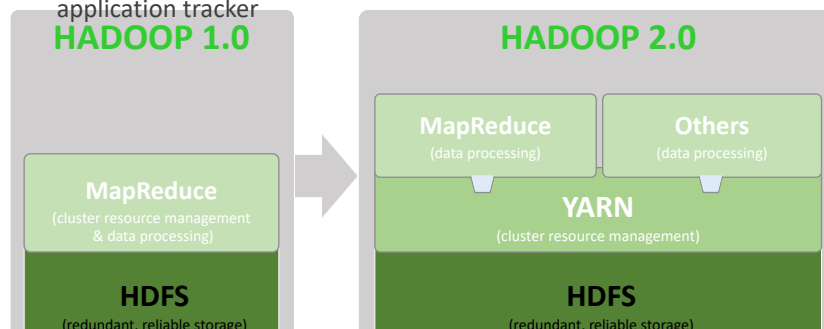 application tracker
HADOOP 1.0
MapReduce
(cluster resource management
& data processing)
HDFS
(redundant, reliable storage)
HADOOP 2.0
MapReduce
(data processing)
Others
(data processing)
YARN
(cluster resource management)
HDFS
(redundant, reliable storage)